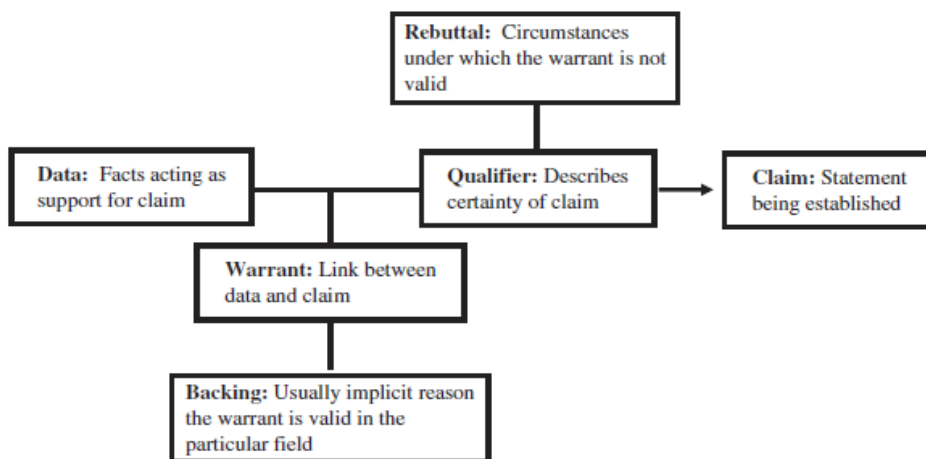 Rebuttal: Circumstances
under which the warrant is not
valid
Data: Facts acting as
support for claim
Qualifier: Describes
certainty of claim
Claim: Statement
being established
Warrant: Link between
data and claim
Backing: Usually implicit reason
the warrant is valid in the
particular field